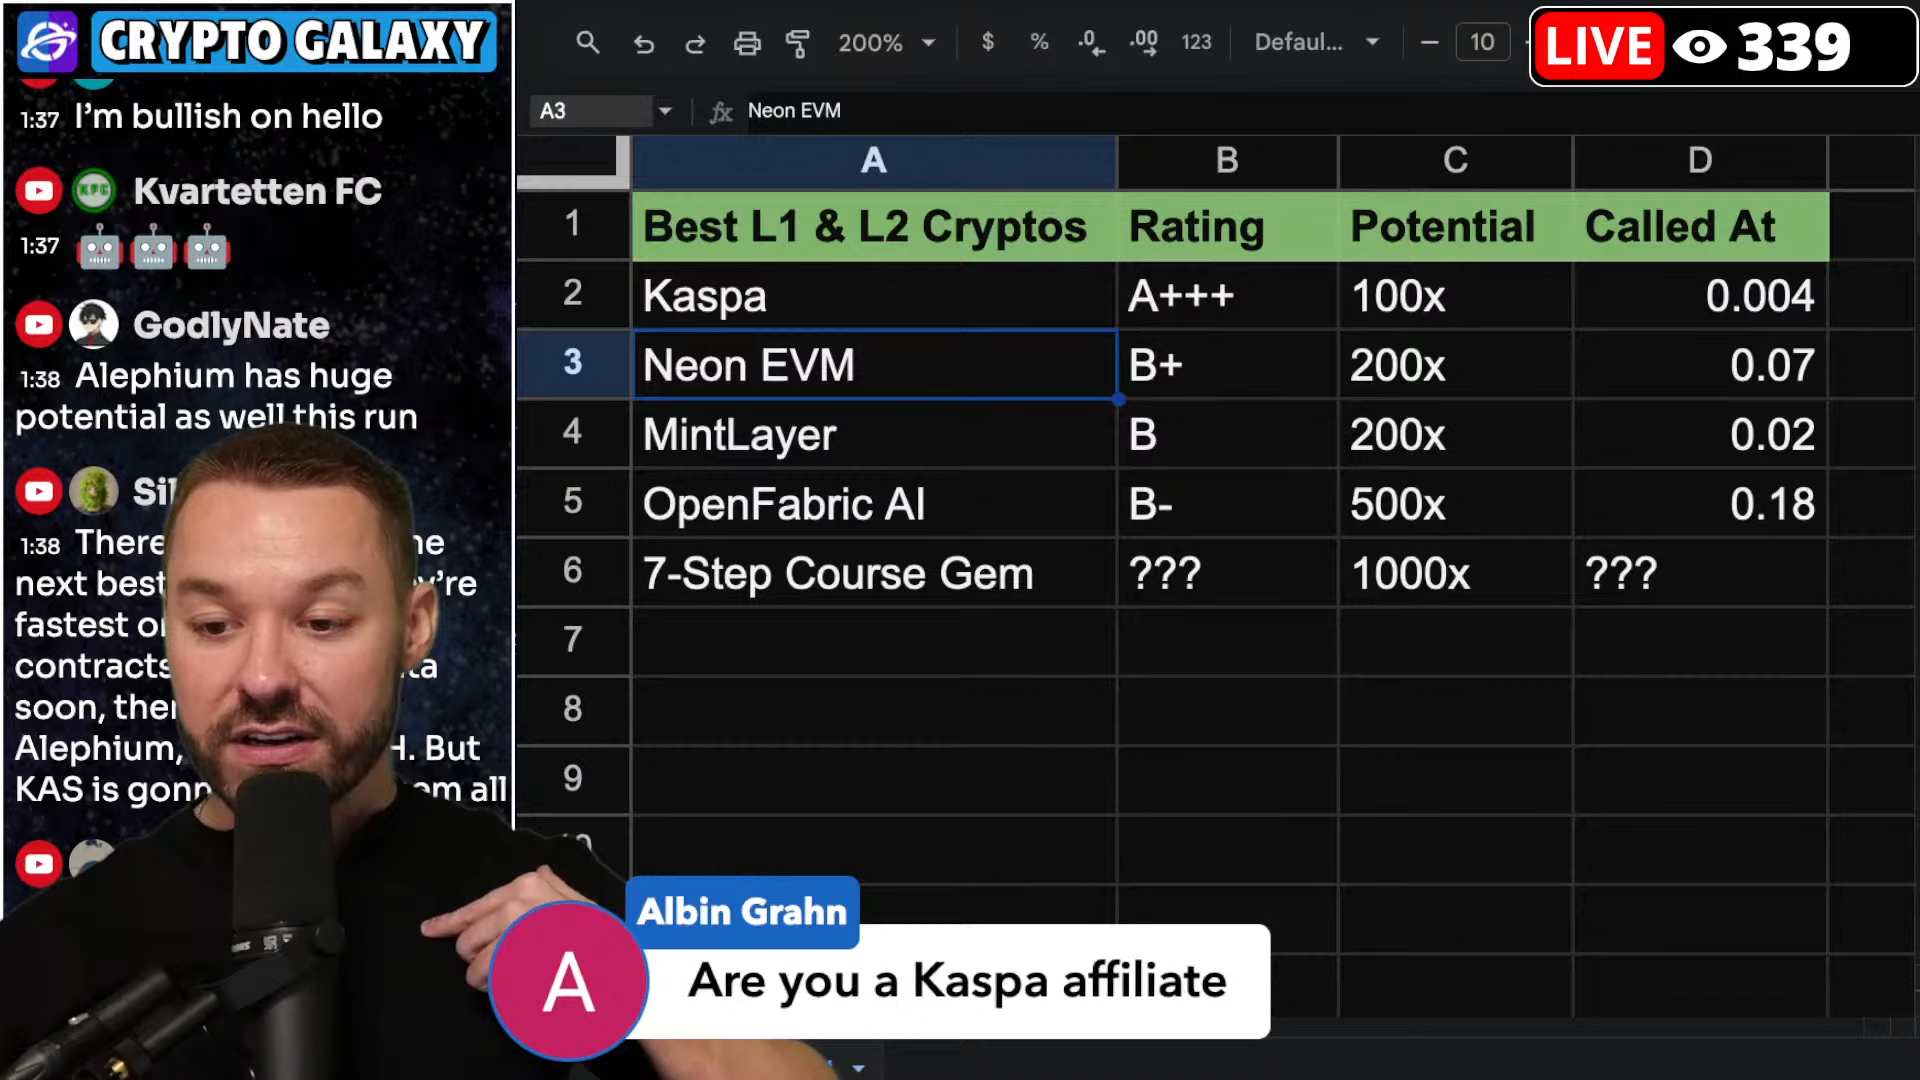 CRYPTO GALAXY
1:37 I'm bullish on hello
Kvartetten FC
1:37
GodlyNate
1:38 Alephium has huge
potential as well this run
1:38
next best
fastest
contracts
soon,
Alephium, But
KAS is all
200% $ % .0 .00 123 Defaul... 10
LIVE 339
A3 fx Neon EVM
A B C D
1 Best L1 & L2 Cryptos Rating Potential Called At
2 Kaspa A+++ 100x 0.004
3 Neon EVM B+ 200x 0.07
4 MintLayer B 200x 0.02
5 OpenFabric AI B- 500x 0.18
6 7-Step Course Gem ??? 1000x ???
7
8
9
Albin Grahn
A Are you a Kaspa affiliate